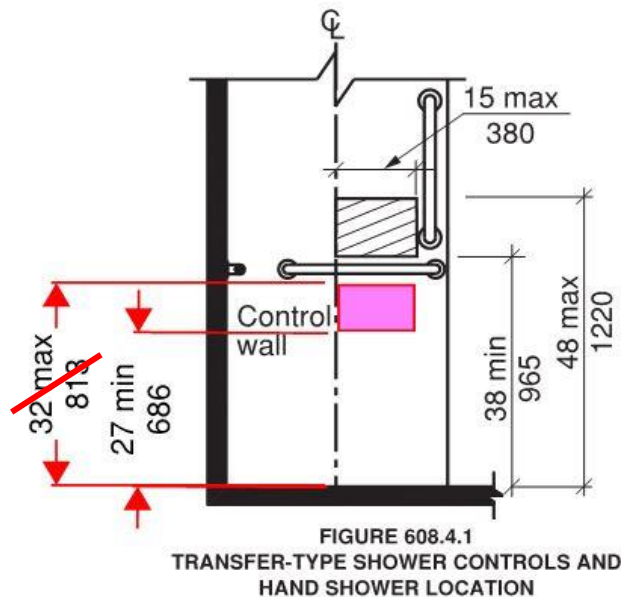 ℄
15 max
380
Control
wall
32 max
813
27 min
686
38 min
965
48 max
1220
FIGURE 608.4.1
TRANSFER-TYPE SHOWER CONTROLS AND
HAND SHOWER LOCATION